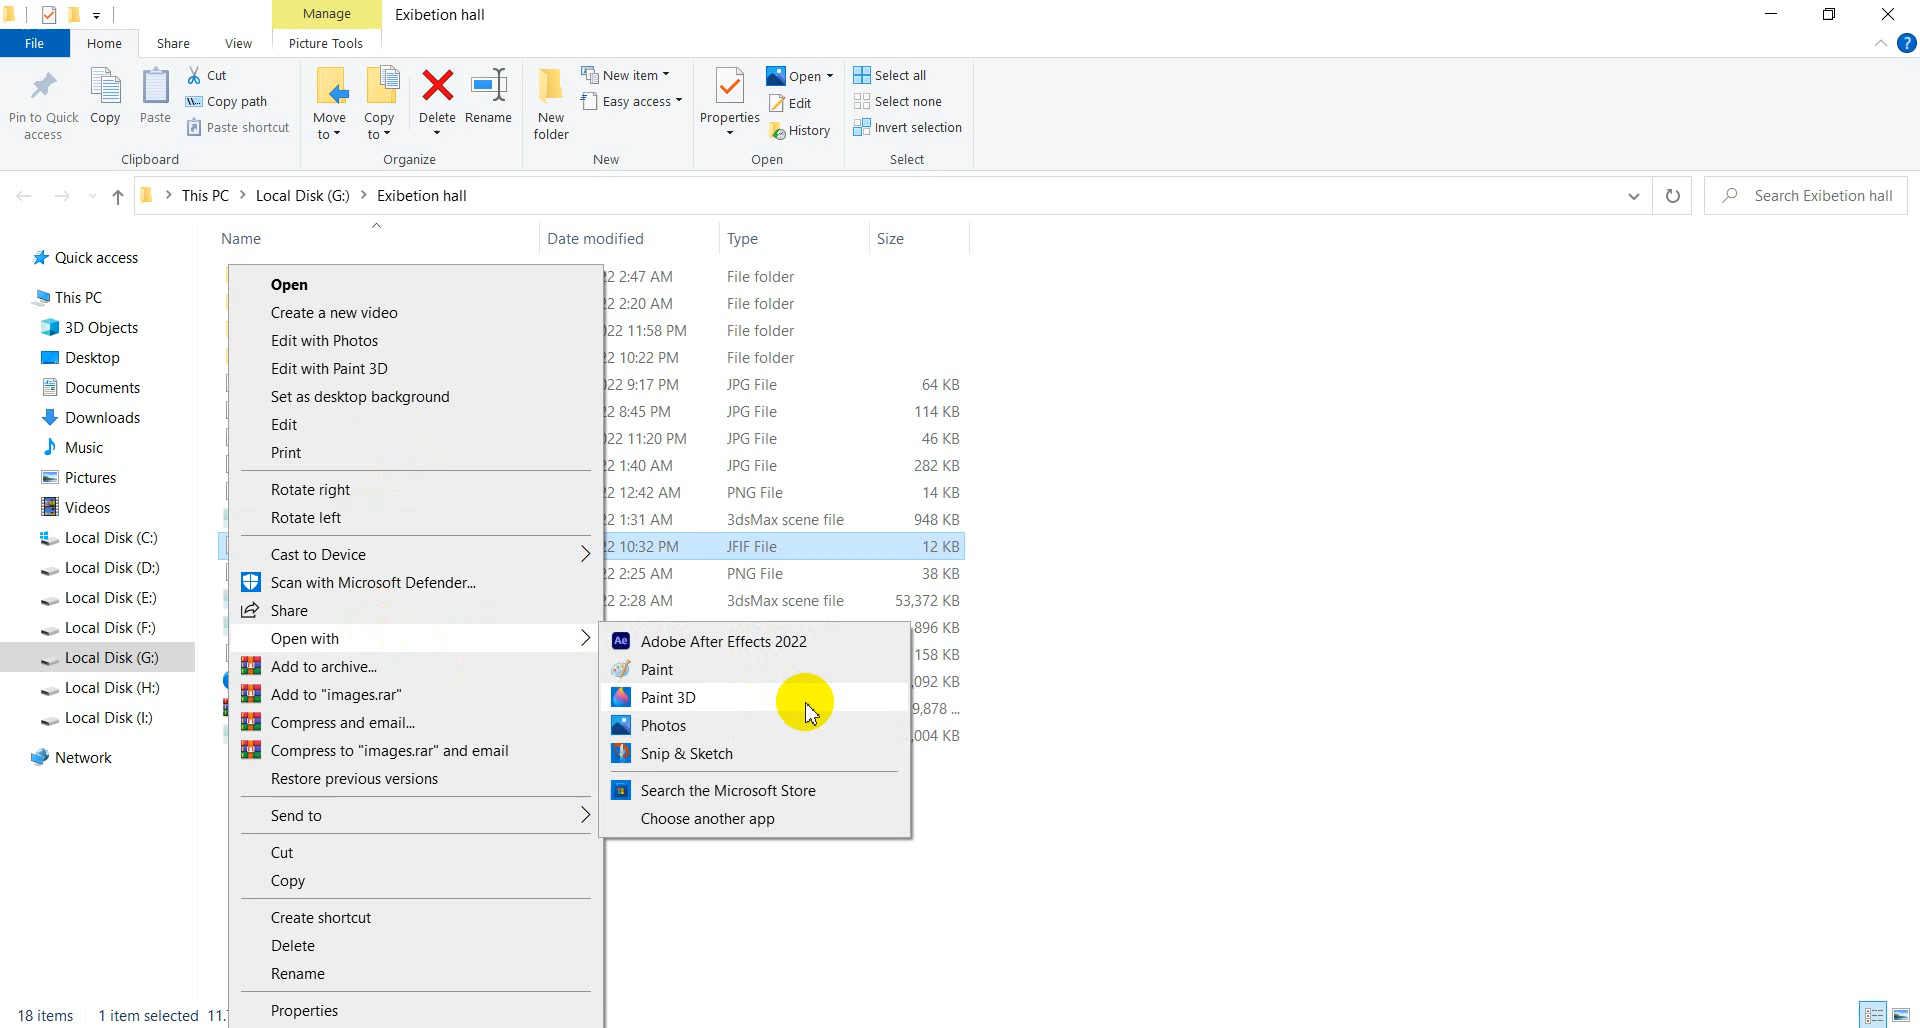 Manage
Exibetion hall
File
Home
Share
View
Picture Tools
Pin to Quick access
Copy
Paste
Cut
Copy path
Paste shortcut
Clipboard
Move to
Copy to
Delete
Rename
Organize
New folder
New item
Easy access
New
Properties
Open
Edit
History
Open
Select all
Select none
Invert selection
Select
This PC > Local Disk (G:) > Exibetion hall
Search Exibetion hall
Name
Date modified
Type
Size
Quick access
This PC
3D Objects
Desktop
Documents
Downloads
Music
Pictures
Videos
Local Disk (C:)
Local Disk (D:)
Local Disk (E:)
Local Disk (F:)
Local Disk (G:)
Local Disk (H:)
Local Disk (I:)
Network
Open
Create a new video
Edit with Photos
Edit with Paint 3D
Set as desktop background
Edit
Print
Rotate right
Rotate left
Cast to Device
Scan with Microsoft Defender...
Share
Open with
Add to archive...
Add to "images.rar"
Compress and email...
Compress to "images.rar" and email
Restore previous versions
Send to
Cut
Copy
Create shortcut
Delete
Rename
Properties
2:47 AM File folder
2:20 AM File folder
22 11:58 PM File folder
10:22 PM File folder
22 9:17 PM JPG File 64 KB
8:45 PM JPG File 114 KB
22 11:20 PM JPG File 46 KB
1:40 AM JPG File 282 KB
12:42 AM PNG File 14 KB
1:31 AM 3dsMax scene file 948 KB
10:32 PM JFIF File 12 KB
2:25 AM PNG File 38 KB
2:28 AM 3dsMax scene file 53,372 KB
896 KB
158 KB
,092 KB
9,878 ...
,004 KB
Adobe After Effects 2022
Paint
Paint 3D
Photos
Snip & Sketch
Search the Microsoft Store
Choose another app
18 items
1 item selected 11.